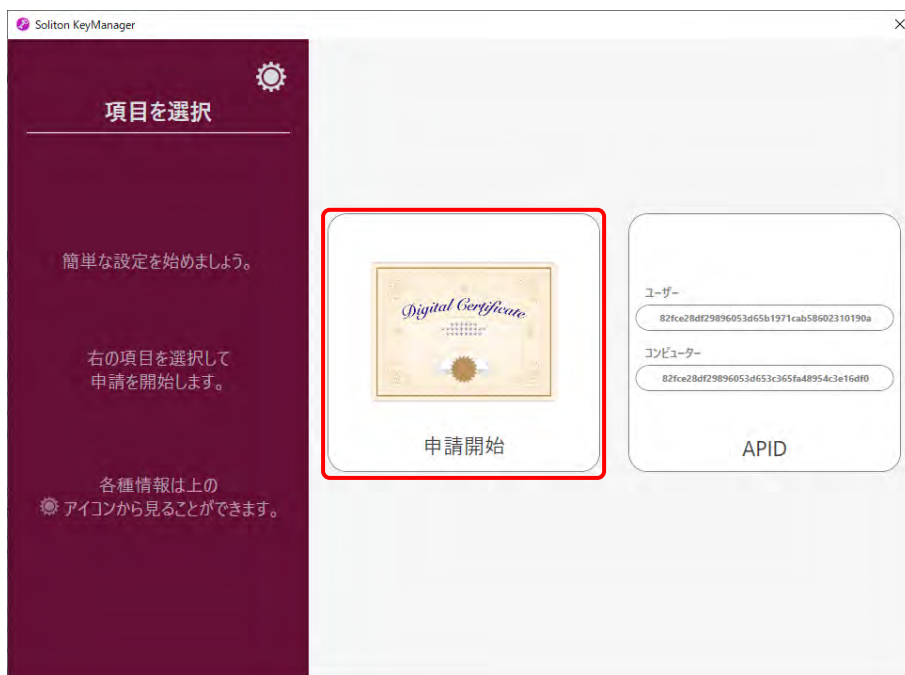 Soliton KeyManager
項目を選択
簡単な設定を始めましょう。
右の項目を選択して
申請を開始します。
各種情報は上の
アイコンから見ることができます。
Digital Certificate
申請開始
ユーザー
82fce28df29896053d65b1971cab58602310190a
コンピューター
82fce28df29896053d653c365fa48954c3e16df0
APID